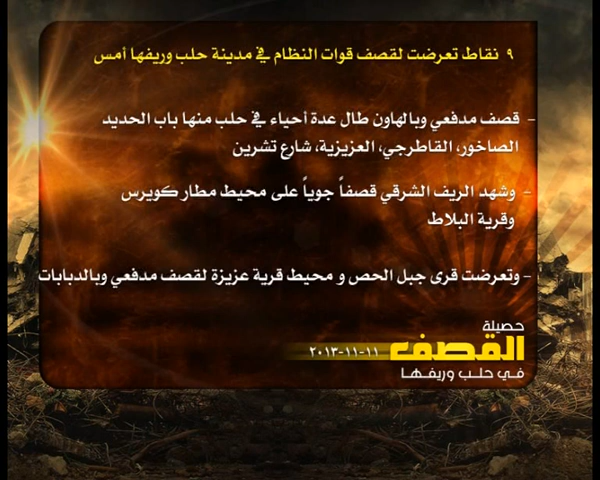 ٩ نقاط تعرضت لقصف قوات النظام في مدينة حلب وريفها أمس
- قصف مدفعي وبالهاون طال عدة أحياء في حلب منها باب الحديد
الصاخور، القاطرجي، العزيزية، شارع تشرين
- وشهد الريف الشرقي قصفاً جوياً على محيط مطار كويرس
وقرية البلاط
- وتعرضت قرى جبل الحص و محيط قرية عزيزة لقصف مدفعي وبالدبابات
حصيلة
القصف ١١-١١-٢٠١٣
في حلب وريفها